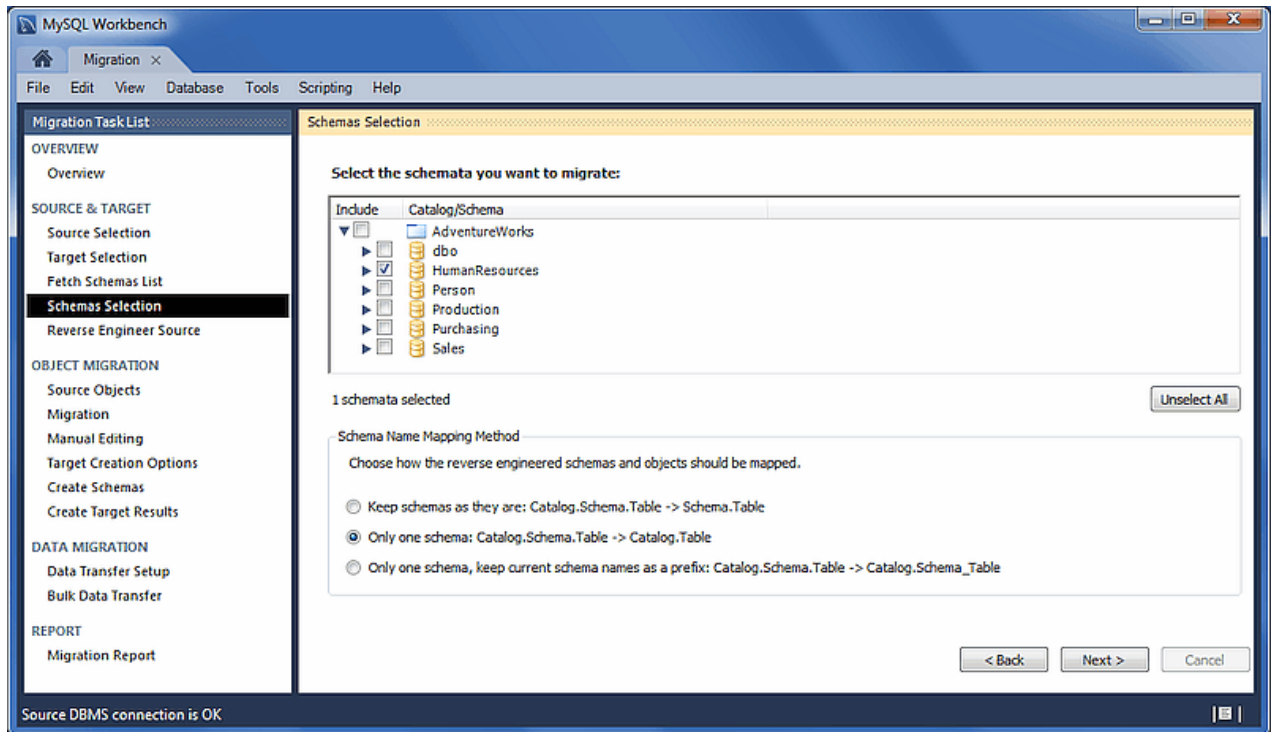 MySQL Workbench
Migration
File Edit View Database Tools Scripting Help
Migration Task List
OVERVIEW
Overview
SOURCE & TARGET
Source Selection
Target Selection
Fetch Schemas List
Schemas Selection
Reverse Engineer Source
OBJECT MIGRATION
Source Objects
Migration
Manual Editing
Target Creation Options
Create Schemas
Create Target Results
DATA MIGRATION
Data Transfer Setup
Bulk Data Transfer
REPORT
Migration Report
Schemas Selection
Select the schemata you want to migrate:
Include Catalog/Schema
AdventureWorks
dbo
HumanResources
Person
Production
Purchasing
Sales
1 schemata selected
Unselect All
Schema Name Mapping Method
Choose how the reverse engineered schemas and objects should be mapped.
Keep schemas as they are: Catalog.Schema.Table -> Schema.Table
Only one schema: Catalog.Schema.Table -> Catalog.Table
Only one schema, keep current schema names as a prefix: Catalog.Schema.Table -> Catalog.Schema_Table
< Back Next > Cancel
Source DBMS connection is OK